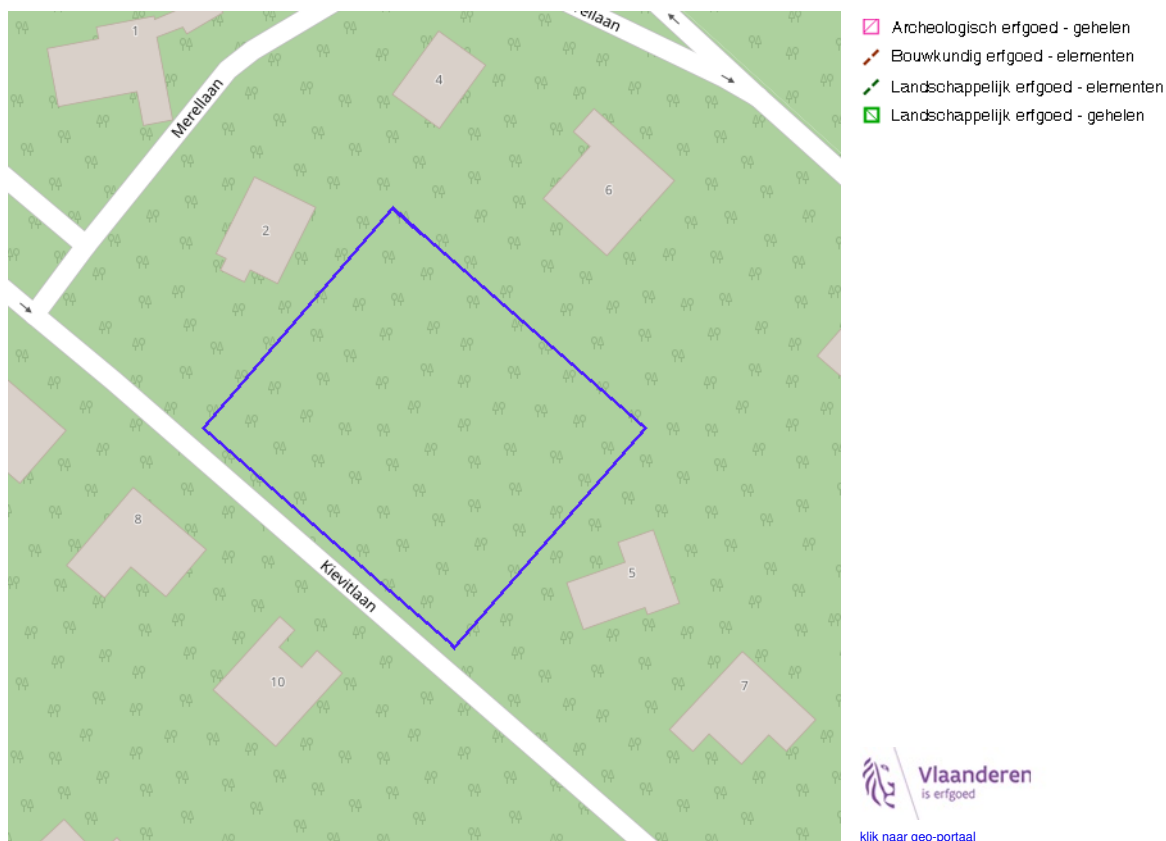 1
Merellaan
4
ellaan
6
2
8
Kievitlaan
5
10
7
Archeologisch erfgoed - gehelen
Bouwkundig erfgoed - elementen
Landschappelijk erfgoed - elementen
Landschappelijk erfgoed - gehelen
Vlaanderen
is erfgoed
klik naar geo-portaal